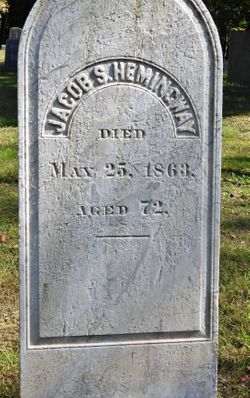 JACOB S. HEMINGWAY
DIED
MAY 25. 1863.
AGED 72.